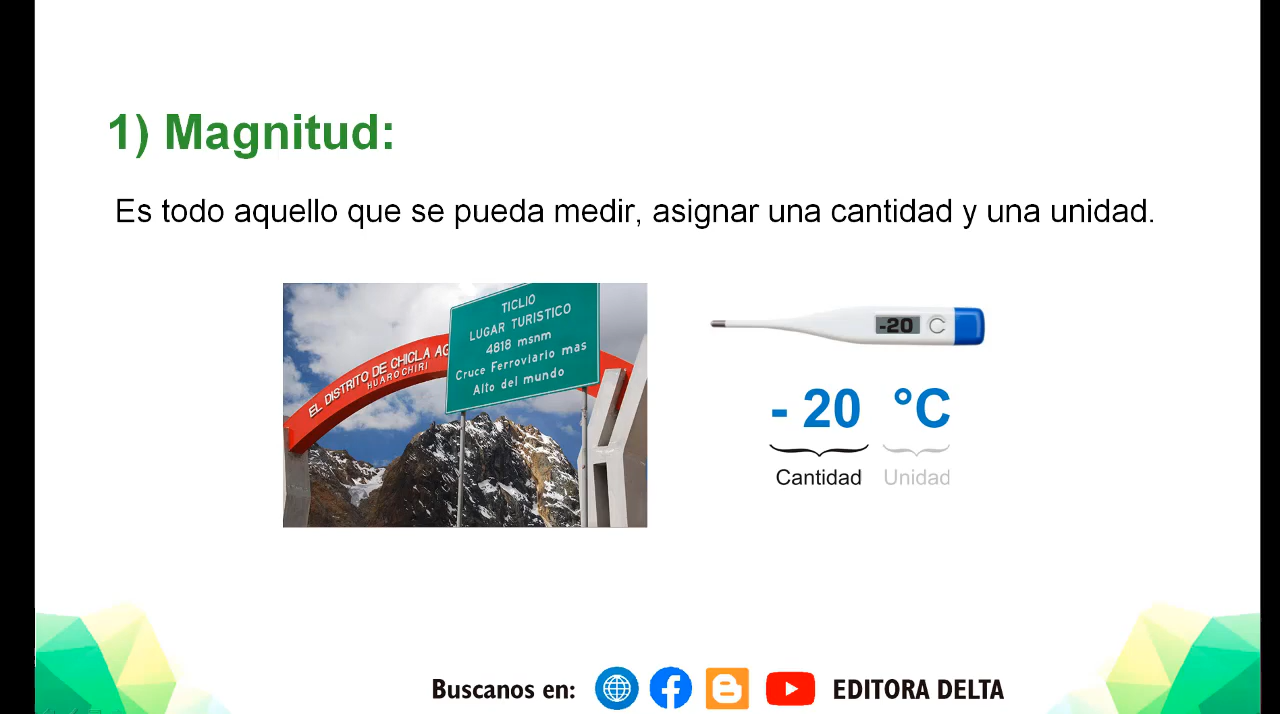 1) Magnitud:
Es todo aquello que se pueda medir, asignar una cantidad y una unidad.
EL DISTRITO DE CHICLA AG
HUAROCHIRI
TICLIO
LUGAR TURISTICO
4818 msnm
Cruce Ferroviario mas
Alto del mundo
-20
- 20 °C
Cantidad Unidad
Buscanos en: EDITORA DELTA